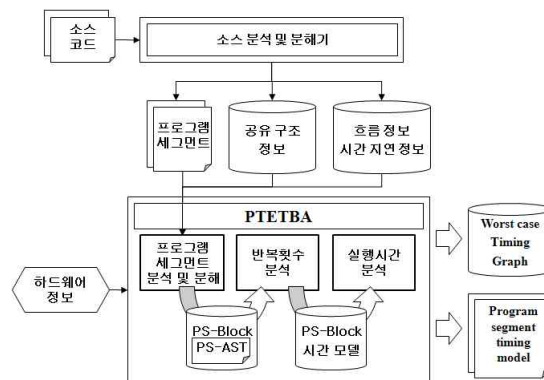 소스
코드
소스 분석 및 분해기
프로그램
세그먼트
공유 구조
정보
흐름 정보
시간 지연 정보
PTETBA
프로그램
세그먼트
분석 및 분해
반복횟수
분석
실행시간
분석
하드웨어
정보
PS-Block
PS-AST
PS-Block
시간 모델
Worst case
Timing
Graph
Program
segment
timing
model